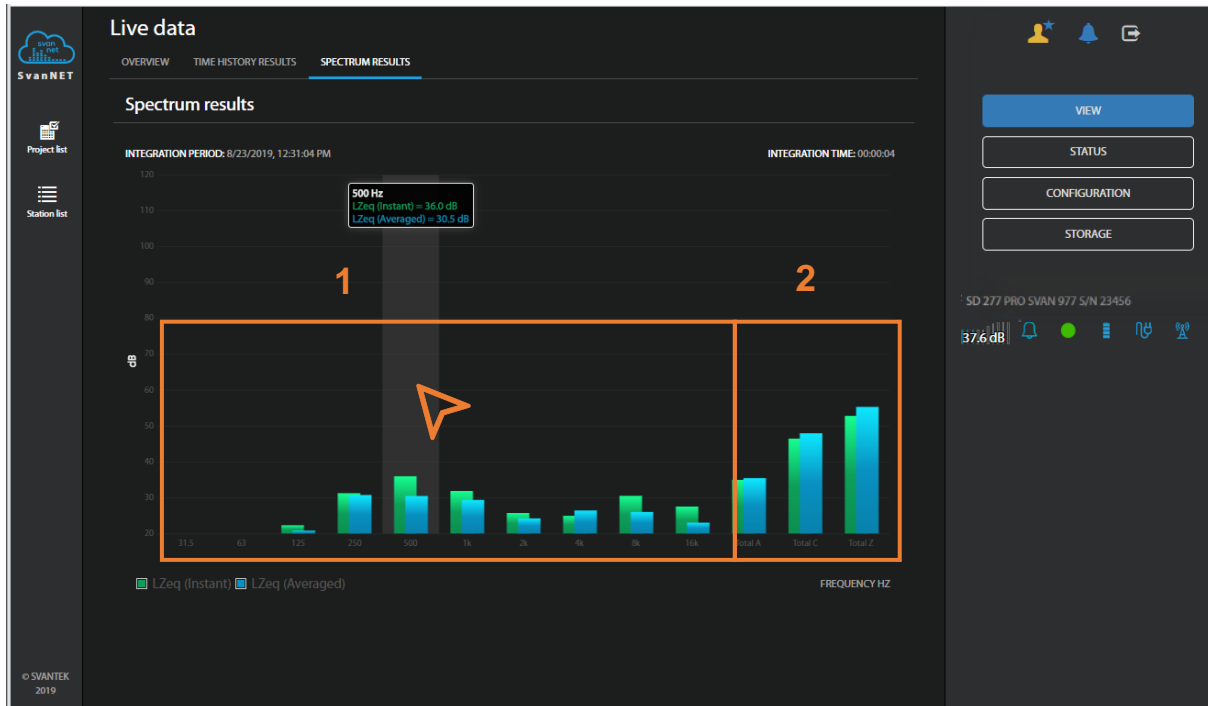 svan
net
SvanNET
Project list
Station list
© SVANTEK
2019
Live data
OVERVIEW TIME HISTORY RESULTS SPECTRUM RESULTS
Spectrum results
INTEGRATION PERIOD: 8/23/2019, 12:31:04 PM INTEGRATION TIME: 00:00:04
120
110
100
90
80
70
60
50
40
30
20
dB
500 Hz
LZeq (Instant) = 36.0 dB
LZeq (Averaged) = 30.5 dB
1 2
31.5 63 125 250 500 1k 2k 4k 8k 16k Total A Total C Total Z
LZeq (Instant) LZeq (Averaged) FREQUENCY HZ
VIEW
STATUS
CONFIGURATION
STORAGE
SD 277 PRO SVAN 977 S/N 23456
37.6 dB